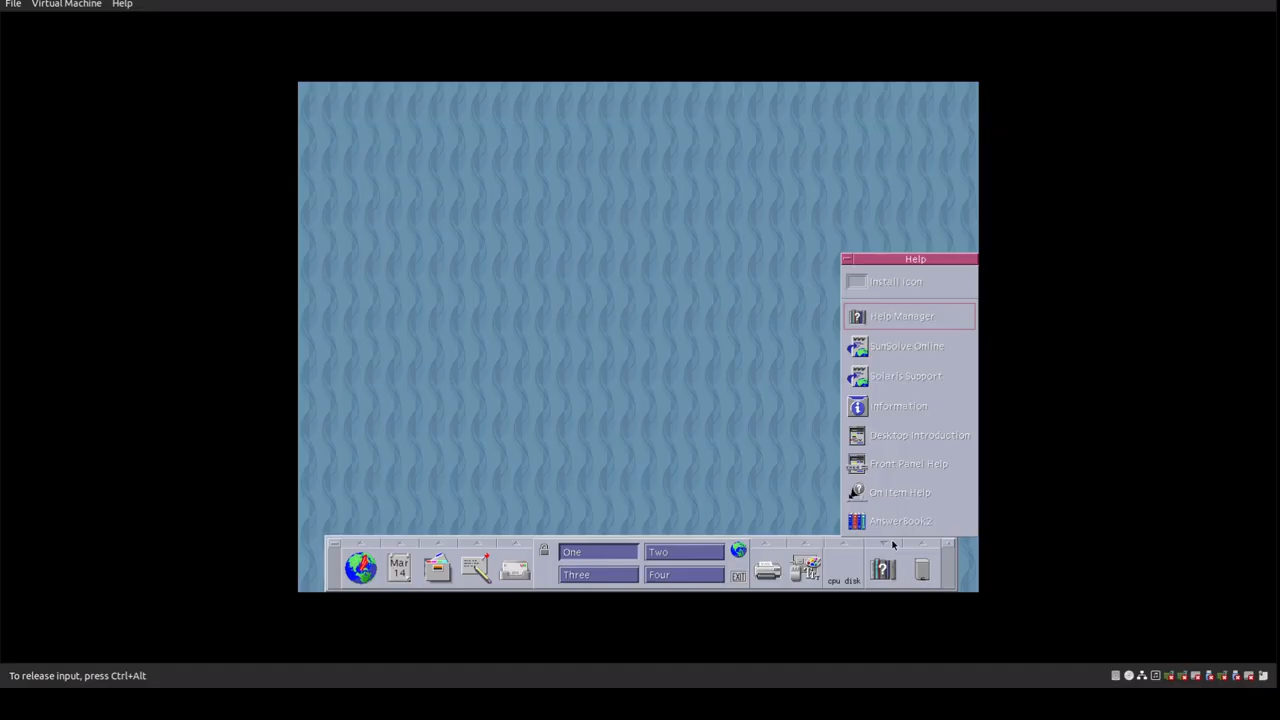 File Virtual Machine Help
Help
Install Icon
Help Manager
SunSolve Online
Solaris Support
Information
Desktop Introduction
Front Panel Help
On Item Help
AnswerBook2
Mar
14
One Two
Three Four
EXIT
cpu disk
To release input, press Ctrl+Alt